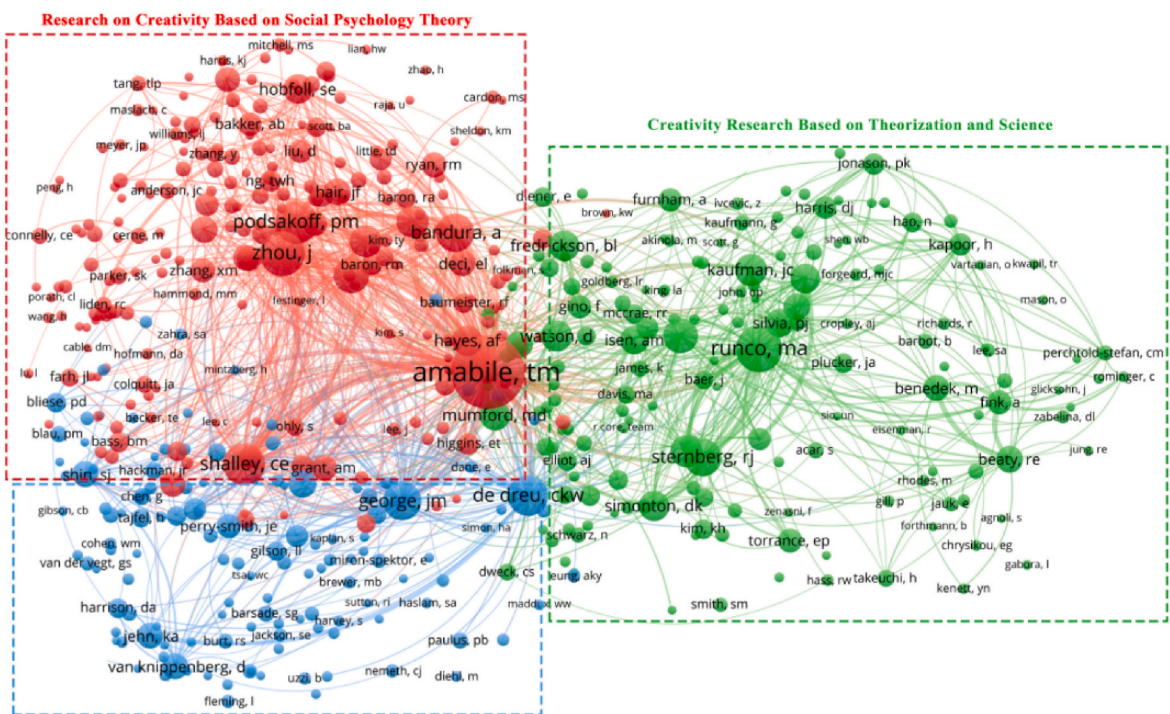 Research on Creativity Based on Social Psychology Theory
mitchell, ms
lian, hw
harus, kj
zhao, h
tang, tlp
hobfoll, se
maslach, c
raja, u
cardon, ms
bakker, ab
scott, ba
williams, lj
sheldon, km
meyer, jp
zhang, y
liu, d
little, td
ryan, rm
peng, h
anderson, jc
ng, twh
hair, jf
baron, ra
connelly, ce
cerne, m
podsakoff, pm
bandura, a
kim, ty
zhou, j
baron, rm
deci, el
parker, sk
zhang, xm
hammond, mm
porath, cl
liden, rc
festinger, l
baumeister, rf
wang, h
zahra, sa
kim, s
hayes, af
cable, dm
hofmann, da
mintzberg, h
lu, l
farh, jl
colquitt, ja
amabile, tm
bliese, pd
becker, te
lee, c
ohly, s
lee, j
mumford, md
blau, pm
bass, bm
higgins, et
shin, sj
hackman, jr
shalley, ce
grant, am
dane, e
Creativity Research Based on Theorization and Science
jonason, pk
diener, e
furnham, a
ivcevic, z
harris, dj
brown, kw
kaufmann, g
hao, n
fredrickson, bl
akinola, m
scott, g
shen, wb
kapoor, h
folkman, s
goldberg, lr
king, la
kaufman, jc
forgeard, mjc
vartanian, o
kwapil, tr
john, op
gino, f
mccrae, rr
mason, o
watson, d
isen, am
silvia, pj
cropley, aj
richards, r
runco, ma
barbot, b
lee, sa
perchtold-stefan, cm
james, k
baer, j
plucker, ja
rominger, c
davis, ma
benedek, m
fink, a
glicksohn, j
sio, un
zabelina, dl
r core team
eisenman, r
elliot, aj
sternberg, rj
acar, s
beaty, re
jung, re
rhodes, m
simonton, dk
gill, p
jauk, e
zenasni, f
agnoli, s
schwarz, n
kim, kh
torrance, ep
forthmann, b
chrysikou, eg
dweck, cs
hass, rw
takeuchi, h
gabora, l
kenett, yn
smith, sm
gibson, cb
chen, g
george, jm
de dreu, ckw
tajfel, h
perry-smith, je
simon, ha
cohen, wm
kaplan, s
gilson, ll
van der vegt, gs
tsai, wc
miron-spektor, e
leung, aky
brewer, mb
harrison, da
sutton, ri
haslam, sa
barsade, sg
harvey, s
jehn, ka
burt, rs
jackson, se
paulus, pb
van knippenberg, d
uzzi, b
nemeth, cj
diehl, m
fleming, l